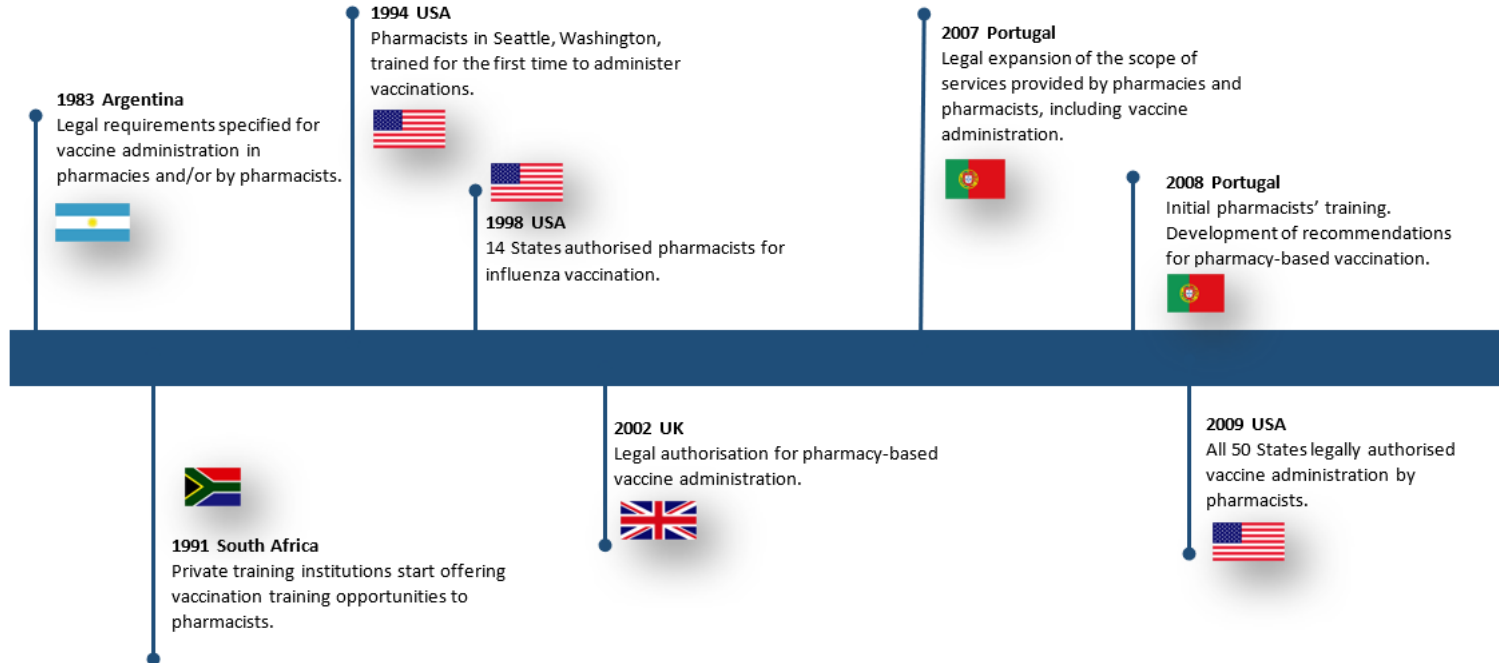 1983 Argentina
Legal requirements specified for
vaccine administration in
pharmacies and/or by pharmacists.
1991 South Africa
Private training institutions start offering
vaccination training opportunities to
pharmacists.
1994 USA
Pharmacists in Seattle, Washington,
trained for the first time to administer
vaccinations.
1998 USA
14 States authorised pharmacists for
influenza vaccination.
2002 UK
Legal authorisation for pharmacy-based
vaccine administration.
2007 Portugal
Legal expansion of the scope of
services provided by pharmacies and
pharmacists, including vaccine
administration.
2008 Portugal
Initial pharmacists’ training.
Development of recommendations
for pharmacy-based vaccination.
2009 USA
All 50 States legally authorised
vaccine administration by
pharmacists.